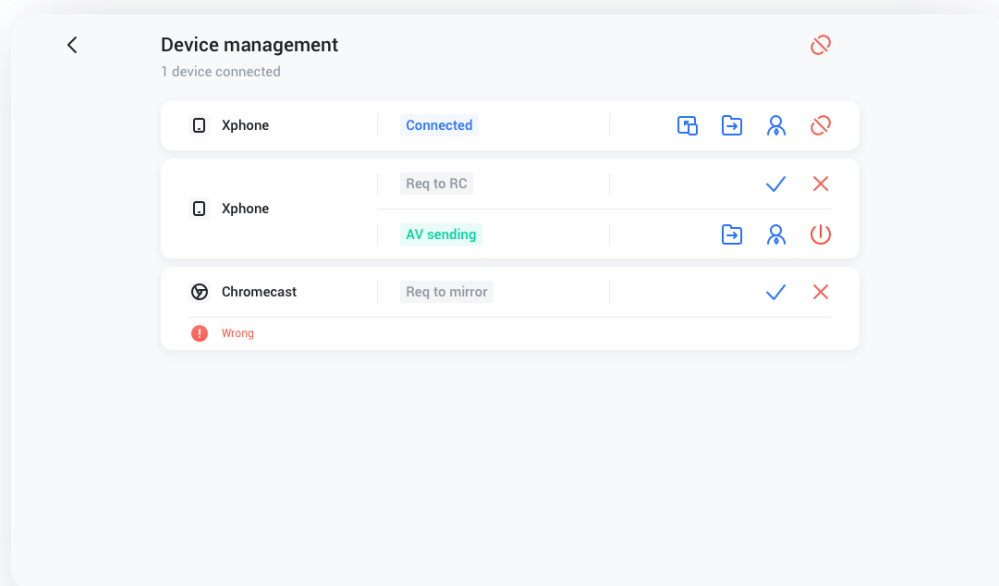 Device management
1 device connected
Xphone
Connected
Xphone
Req to RC
AV sending
Chromecast
Req to mirror
Wrong